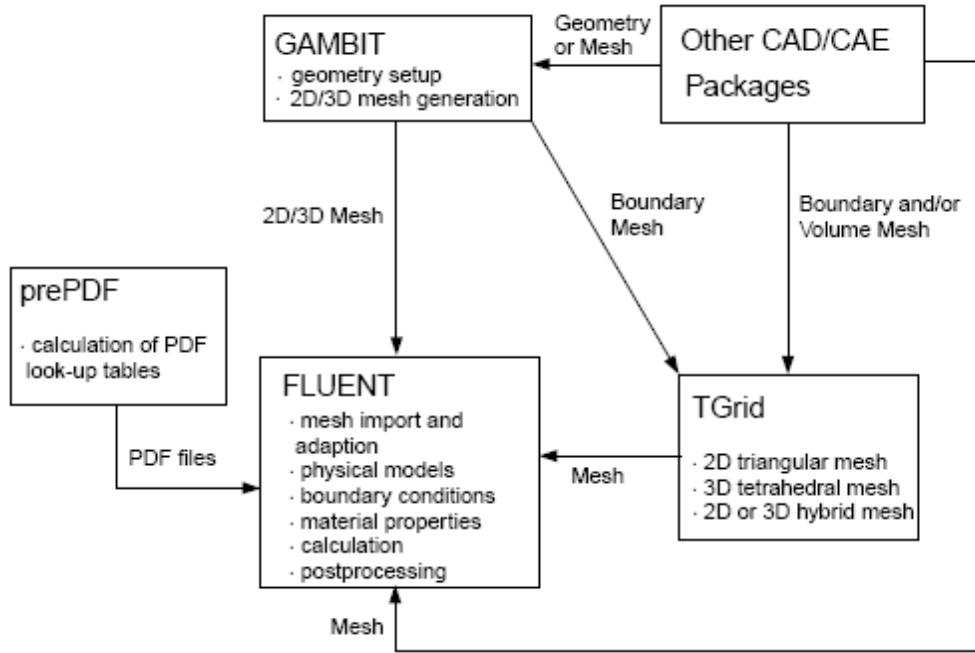 GAMBIT
· geometry setup
· 2D/3D mesh generation
Geometry
or Mesh
Other CAD/CAE
Packages
2D/3D Mesh
Boundary
Mesh
Boundary and/or
Volume Mesh
prePDF
· calculation of PDF
look-up tables
PDF files
FLUENT
· mesh import and
adaption
· physical models
· boundary conditions
· material properties
· calculation
· postprocessing
Mesh
TGrid
· 2D triangular mesh
· 3D tetrahedral mesh
· 2D or 3D hybrid mesh
Mesh